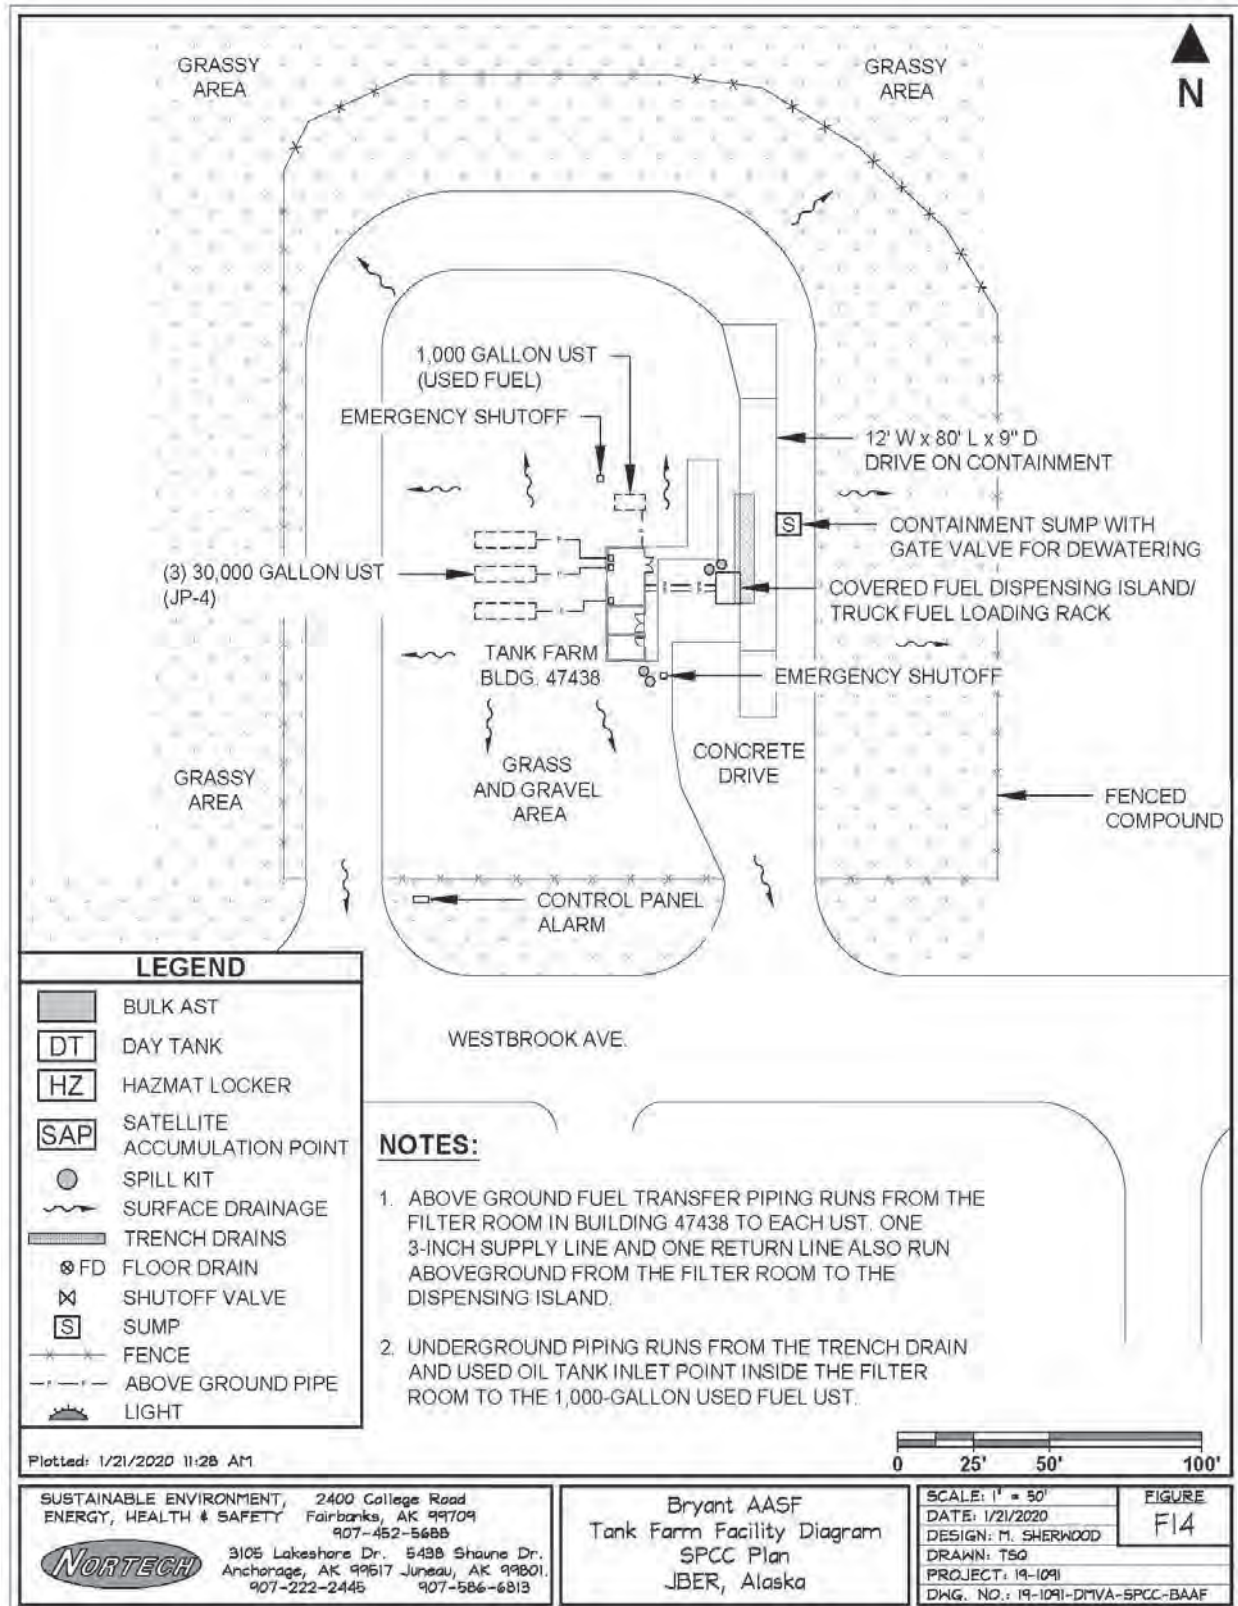 GRASSY
AREA
GRASSY
AREA
N
1,000 GALLON UST
(USED FUEL)
EMERGENCY SHUTOFF
12' W x 80' L x 9" D
DRIVE ON CONTAINMENT
S
CONTAINMENT SUMP WITH
GATE VALVE FOR DEWATERING
(3) 30,000 GALLON UST
(JP-4)
COVERED FUEL DISPENSING ISLAND/
TRUCK FUEL LOADING RACK
TANK FARM
BLDG. 47438
EMERGENCY SHUTOFF
GRASSY
AREA
GRASS
AND GRAVEL
AREA
CONCRETE
DRIVE
FENCED
COMPOUND
CONTROL PANEL
ALARM
LEGEND
BULK AST
DT DAY TANK
HZ HAZMAT LOCKER
SAP SATELLITE
ACCUMULATION POINT
SPILL KIT
SURFACE DRAINAGE
TRENCH DRAINS
FD FLOOR DRAIN
SHUTOFF VALVE
S SUMP
FENCE
ABOVE GROUND PIPE
LIGHT
Plotted: 1/21/2020 11:28 AM
WESTBROOK AVE.
NOTES:
1. ABOVE GROUND FUEL TRANSFER PIPING RUNS FROM THE
FILTER ROOM IN BUILDING 47438 TO EACH UST. ONE
3-INCH SUPPLY LINE AND ONE RETURN LINE ALSO RUN
ABOVEGROUND FROM THE FILTER ROOM TO THE
DISPENSING ISLAND.
2. UNDERGROUND PIPING RUNS FROM THE TRENCH DRAIN
AND USED OIL TANK INLET POINT INSIDE THE FILTER
ROOM TO THE 1,000-GALLON USED FUEL UST.
0 25' 50' 100'
SUSTAINABLE ENVIRONMENT,
ENERGY, HEALTH & SAFETY
2400 College Road
Fairbanks, AK 99709
907-452-5688
NORTECH
3105 Lakeshore Dr.
Anchorage, AK 99517
907-222-2445
5438 Shaune Dr.
Juneau, AK 99801.
907-586-6813
Bryant AASF
Tank Farm Facility Diagram
SPCC Plan
JBER, Alaska
SCALE: 1" = 50'
DATE: 1/21/2020
DESIGN: M. SHERWOOD
DRAWN: TSQ
PROJECT: 19-1091
DWG. NO.: 19-1091-DMVA-SPCC-BAAF
FIGURE
F14